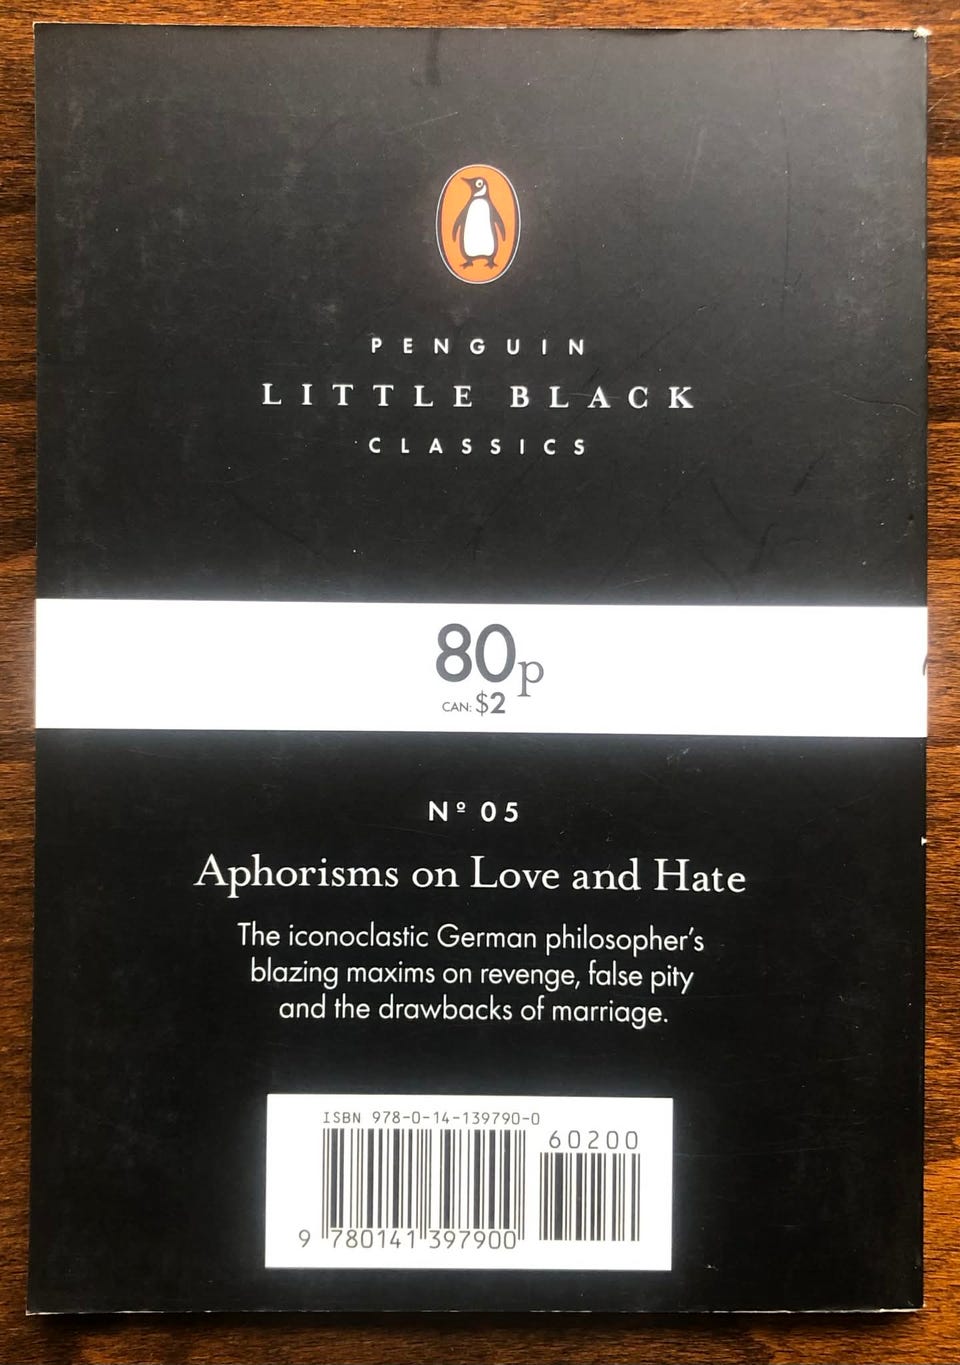 PENGUIN
LITTLE BLACK
CLASSICS
80p
CAN: $2
Nº 05
Aphorisms on Love and Hate
The iconoclastic German philosopher's
blazing maxims on revenge, false pity
and the drawbacks of marriage.
ISBN 978-0-14-139790-0
60200
9 780141 397900